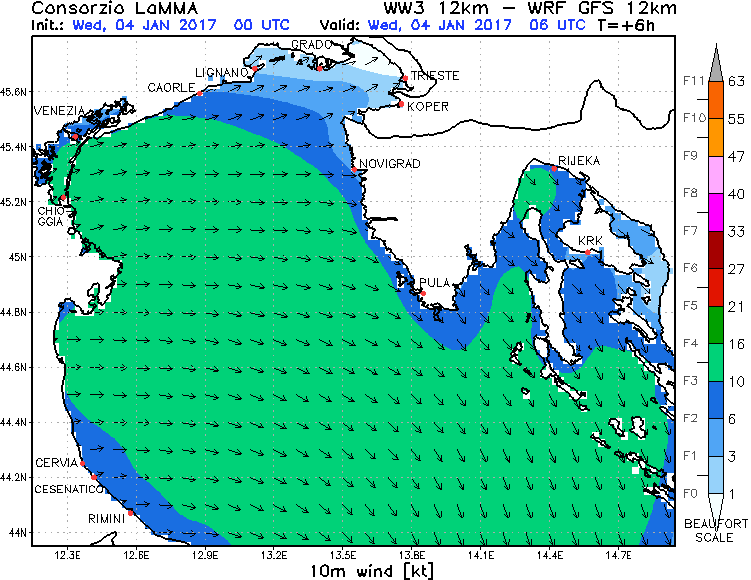 Consorzio LaMMA WW3 12km – WRF GFS 12km
Init.: Wed, 04 JAN 2017 00 UTC Valid: Wed, 04 JAN 2017 06 UTC T=+6h
GRADO
LIGNANO
TRIESTE
CAORLE
KOPER
VENEZIA
NOVIGRAD
RIJEKA
CHIO-
GGIA
KRK
PULA
CERVIA
CESENATICO
RIMINI
45.6N
45.4N
45.2N
45N
44.8N
44.6N
44.4N
44.2N
44N
12.3E 12.6E 12.9E 13.2E 13.5E 13.8E 14.1E 14.4E 14.7E
10m wind [kt]
F11 63
F10 55
F9 47
F8 40
F7 33
F6 27
F5 21
F4 16
F3 10
F2 6
F1 3
F0 1
BEAUFORT
SCALE